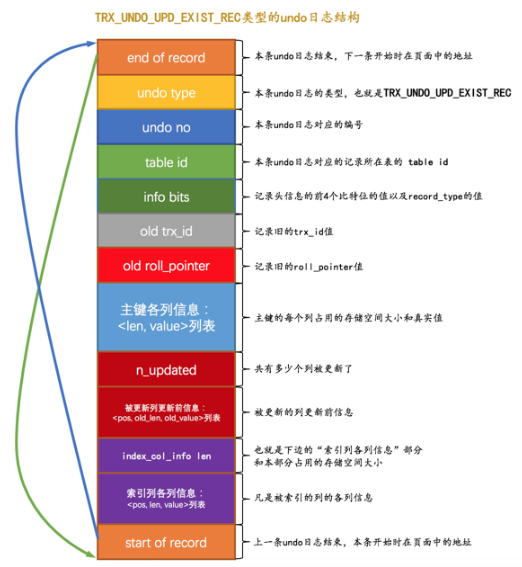 TRX_UNDO_UPD_EXIST_REC类型的undo日志结构
end of record
本条undo日志结束，下一条开始时在页面中的地址
undo type
本条undo日志的类型，也就是TRX_UNDO_UPD_EXIST_REC
undo no
本条undo日志对应的编号
table id
本条undo日志对应的记录所在表的 table id
info bits
记录头信息的前4个比特位的值以及record_type的值
old trx_id
记录旧的trx_id值
old roll_pointer
记录旧的roll_pointer值
主键各列信息：
<len, value>列表
主键的每个列占用的存储空间大小和真实值
n_updated
共有多少个列被更新了
被更新列更新前信息：
<pos, old_len, old_value>列表
被更新的列更新前信息
index_col_info len
也就是下边的“索引列各列信息”部分
和本部分占用的存储空间大小
索引列各列信息：
<pos, len, value>列表
凡是被索引的列的各列信息
start of record
上一条undo日志结束，本条开始时在页面中的地址